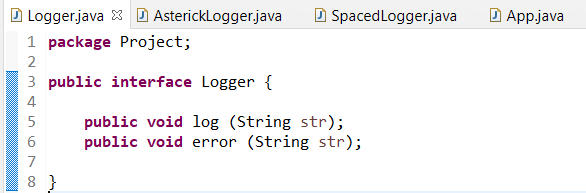 Logger.java AsterickLogger.java SpacedLogger.java App.java
1 package Project;
2
3 public interface Logger {
4
5 public void log (String str);
6 public void error (String str);
7
8 }